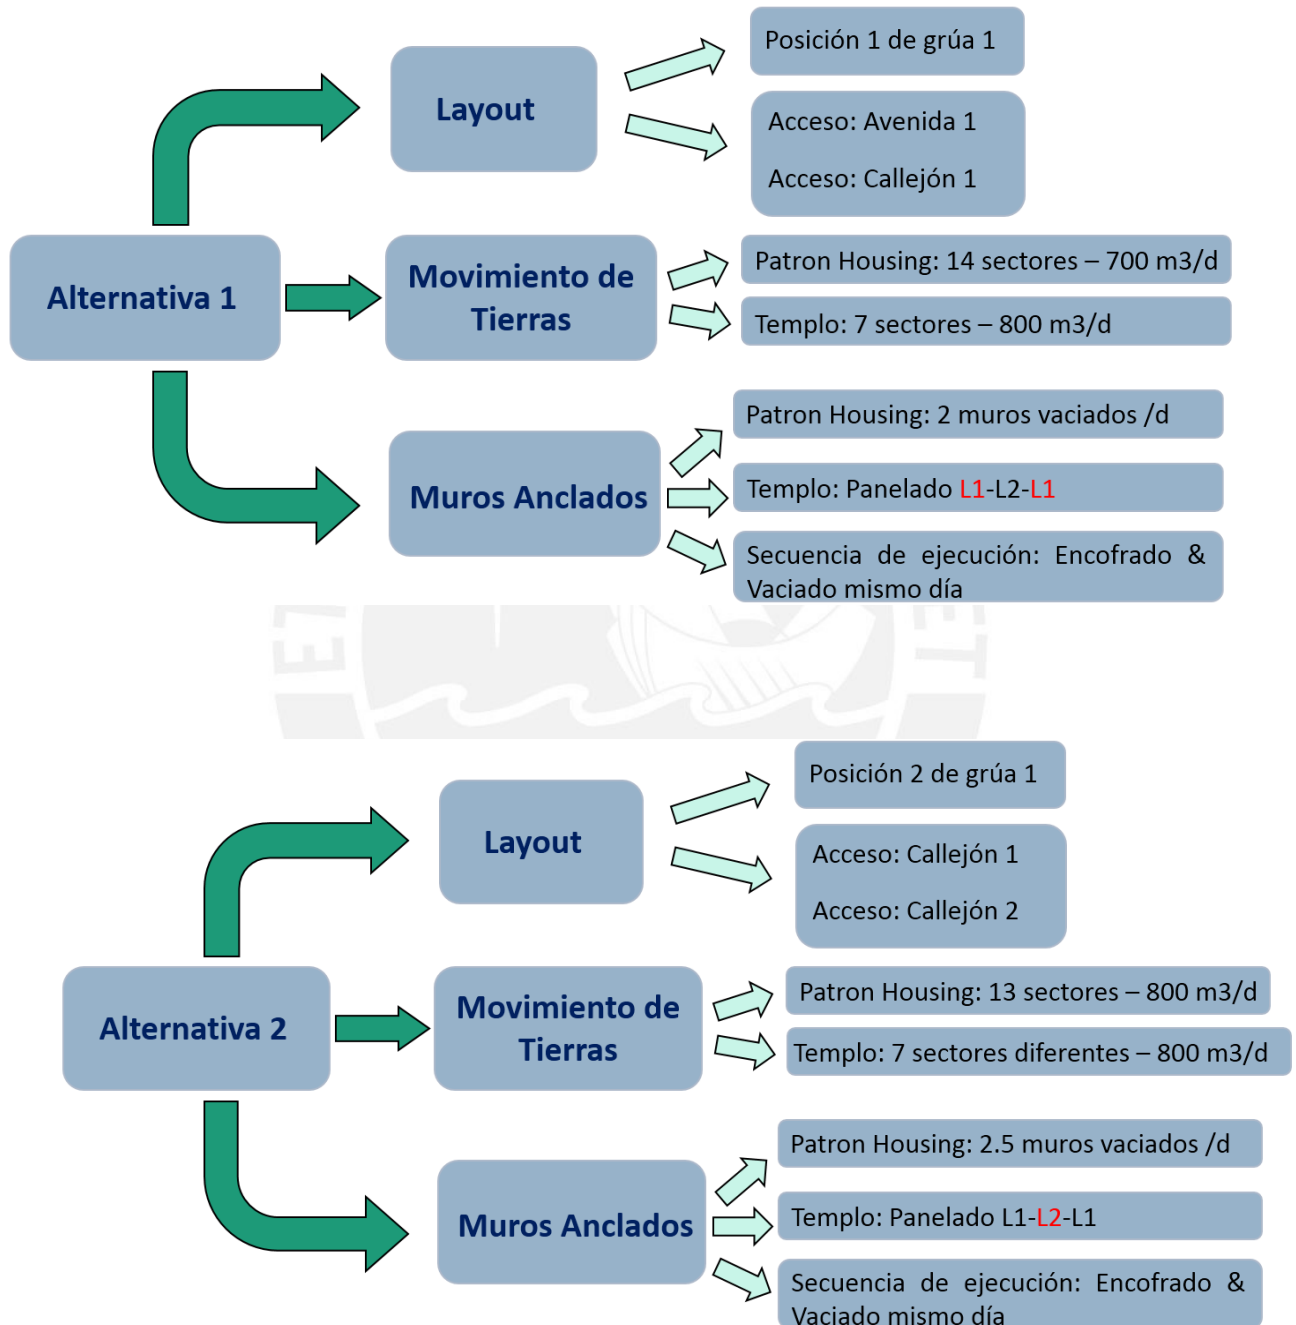 Alternativa 1
Layout
Posición 1 de grúa 1
Acceso: Avenida 1
Acceso: Callejón 1
Movimiento de
Tierras
Patron Housing: 14 sectores – 700 m3/d
Templo: 7 sectores – 800 m3/d
Muros Anclados
Patron Housing: 2 muros vaciados /d
Templo: Panelado L1-L2-L1
Secuencia de ejecución: Encofrado &
Vaciado mismo día
Alternativa 2
Layout
Posición 2 de grúa 1
Acceso: Callejón 1
Acceso: Callejón 2
Movimiento de
Tierras
Patron Housing: 13 sectores – 800 m3/d
Templo: 7 sectores diferentes – 800 m3/d
Muros Anclados
Patron Housing: 2.5 muros vaciados /d
Templo: Panelado L1-L2-L1
Secuencia de ejecución: Encofrado &
Vaciado mismo día